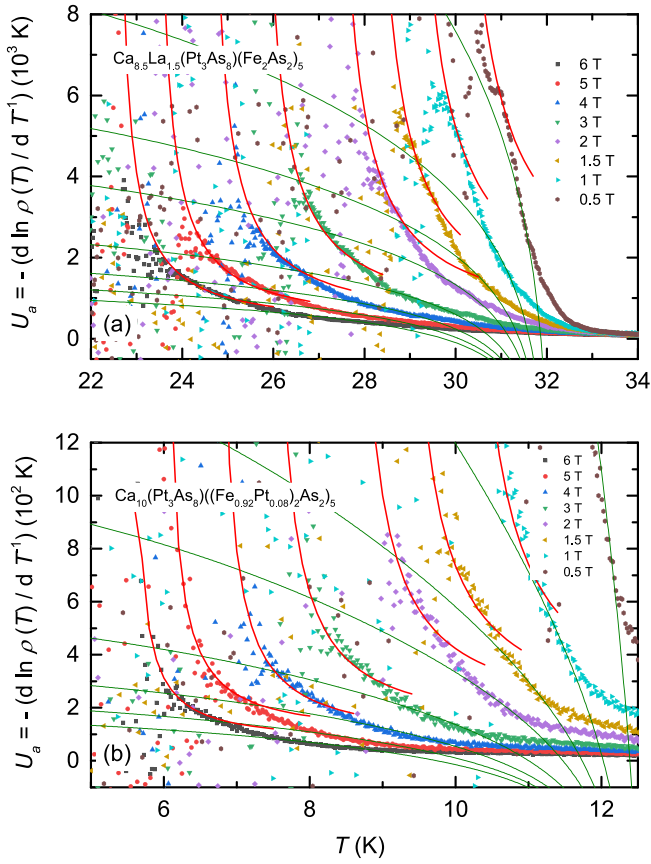 8
6
4
2
0
U_a = - (d ln ρ (T) / d T⁻¹) (10³ K)
Ca₈.₅La₁.₅(Pt₃As₈)(Fe₂As₂)₅
6 T
5 T
4 T
3 T
2 T
1.5 T
1 T
0.5 T
(a)
22 24 26 28 30 32 34
12
10
8
6
4
2
0
U_a = - (d ln ρ (T) / d T⁻¹) (10² K)
Ca₁₀(Pt₃As₈)((Fe₀.₉₂Pt₀.₀₈)₂As₂)₅
6 T
5 T
4 T
3 T
2 T
1.5 T
1 T
0.5 T
(b)
6 8 10 12
T (K)